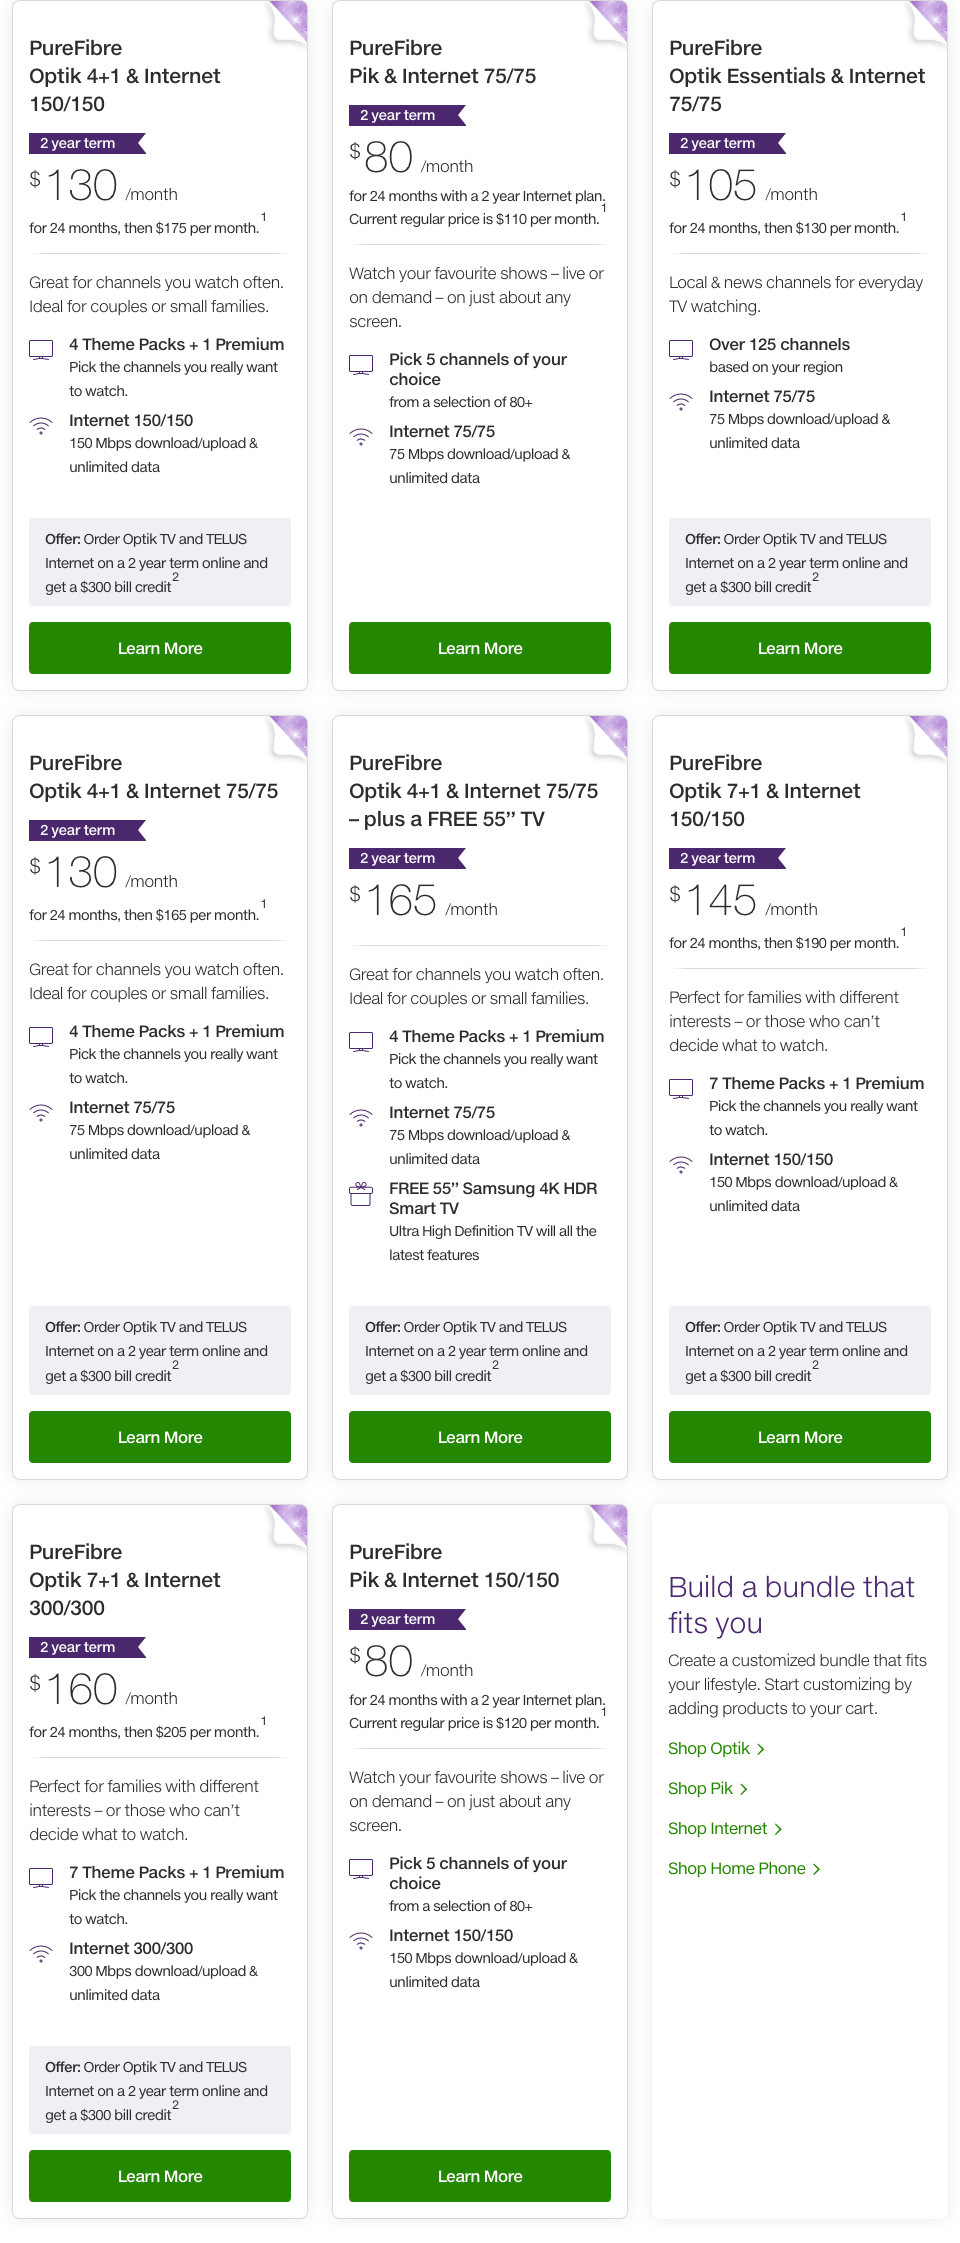 PureFibre
Optik 4+1 & Internet
150/150
2 year term
$130 /month
for 24 months, then $175 per month.1
Great for channels you watch often.
Ideal for couples or small families.
4 Theme Packs + 1 Premium
Pick the channels you really want
to watch.
Internet 150/150
150 Mbps download/upload &
unlimited data
Offer: Order Optik TV and TELUS
Internet on a 2 year term online and
get a $300 bill credit2
Learn More
PureFibre
Pik & Internet 75/75
2 year term
$80 /month
for 24 months with a 2 year Internet plan.
Current regular price is $110 per month.1
Watch your favourite shows – live or
on demand – on just about any
screen.
Pick 5 channels of your
choice
from a selection of 80+
Internet 75/75
75 Mbps download/upload &
unlimited data
Learn More
PureFibre
Optik Essentials & Internet
75/75
2 year term
$105 /month
for 24 months, then $130 per month.1
Local & news channels for everyday
TV watching.
Over 125 channels
based on your region
Internet 75/75
75 Mbps download/upload &
unlimited data
Offer: Order Optik TV and TELUS
Internet on a 2 year term online and
get a $300 bill credit2
Learn More
PureFibre
Optik 4+1 & Internet 75/75
2 year term
$130 /month
for 24 months, then $165 per month.1
Great for channels you watch often.
Ideal for couples or small families.
4 Theme Packs + 1 Premium
Pick the channels you really want
to watch.
Internet 75/75
75 Mbps download/upload &
unlimited data
Offer: Order Optik TV and TELUS
Internet on a 2 year term online and
get a $300 bill credit2
Learn More
PureFibre
Optik 4+1 & Internet 75/75
– plus a FREE 55” TV
2 year term
$165 /month
Great for channels you watch often.
Ideal for couples or small families.
4 Theme Packs + 1 Premium
Pick the channels you really want
to watch.
Internet 75/75
75 Mbps download/upload &
unlimited data
FREE 55” Samsung 4K HDR
Smart TV
Ultra High Definition TV will all the
latest features
Offer: Order Optik TV and TELUS
Internet on a 2 year term online and
get a $300 bill credit2
Learn More
PureFibre
Optik 7+1 & Internet
150/150
2 year term
$145 /month
for 24 months, then $190 per month.1
Perfect for families with different
interests – or those who can’t
decide what to watch.
7 Theme Packs + 1 Premium
Pick the channels you really want
to watch.
Internet 150/150
150 Mbps download/upload &
unlimited data
Offer: Order Optik TV and TELUS
Internet on a 2 year term online and
get a $300 bill credit2
Learn More
PureFibre
Optik 7+1 & Internet
300/300
2 year term
$160 /month
for 24 months, then $205 per month.1
Perfect for families with different
interests – or those who can’t
decide what to watch.
7 Theme Packs + 1 Premium
Pick the channels you really want
to watch.
Internet 300/300
300 Mbps download/upload &
unlimited data
Offer: Order Optik TV and TELUS
Internet on a 2 year term online and
get a $300 bill credit2
Learn More
PureFibre
Pik & Internet 150/150
2 year term
$80 /month
for 24 months with a 2 year Internet plan.
Current regular price is $120 per month.1
Watch your favourite shows – live or
on demand – on just about any
screen.
Pick 5 channels of your
choice
from a selection of 80+
Internet 150/150
150 Mbps download/upload &
unlimited data
Learn More
Build a bundle that
fits you
Create a customized bundle that fits
your lifestyle. Start customizing by
adding products to your cart.
Shop Optik
Shop Pik
Shop Internet
Shop Home Phone